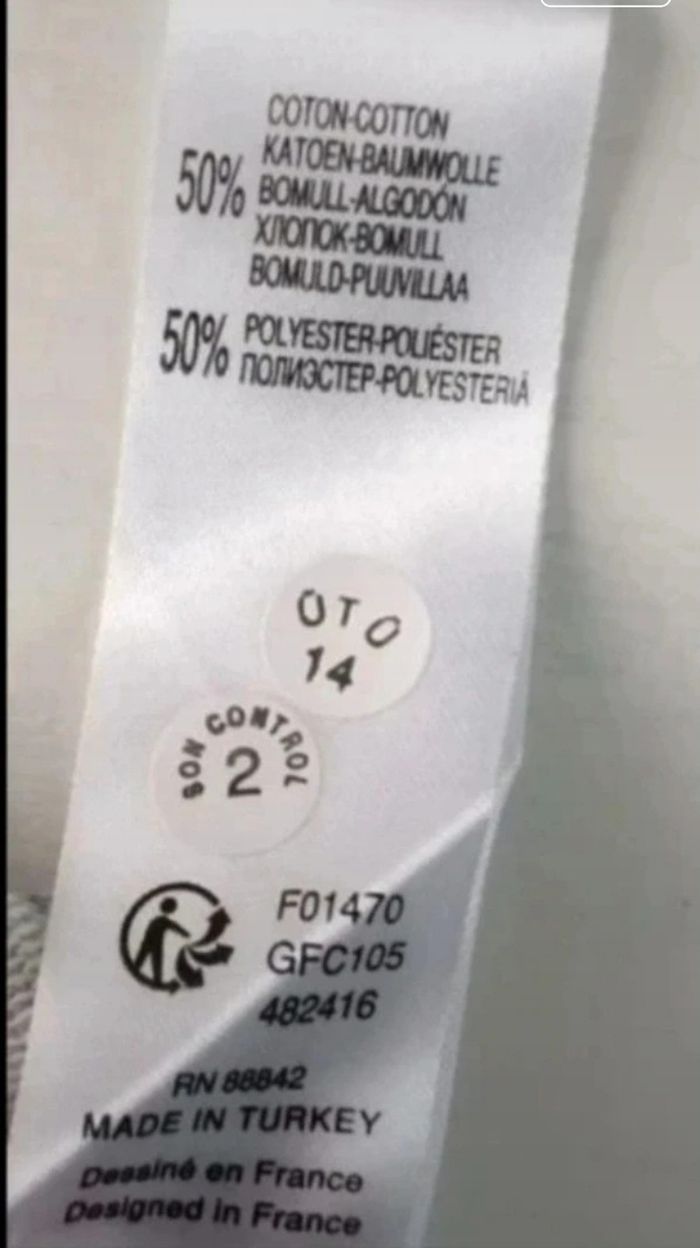 50%
COTON-COTTON
KATOEN-BAUMWOLLE
BOMULL-ALGODÓN
ХЛОПОК-BOMULL
BOMULD-PUUVILLAA
50%
POLYESTER-POLIÉSTER
ПОЛИЭСТЕР-POLYESTERIÄ
OTO
14
SON CONTROL
2
F01470
GFC105
482416
RN 88842
MADE IN TURKEY
Dessiné en France
Designed in France